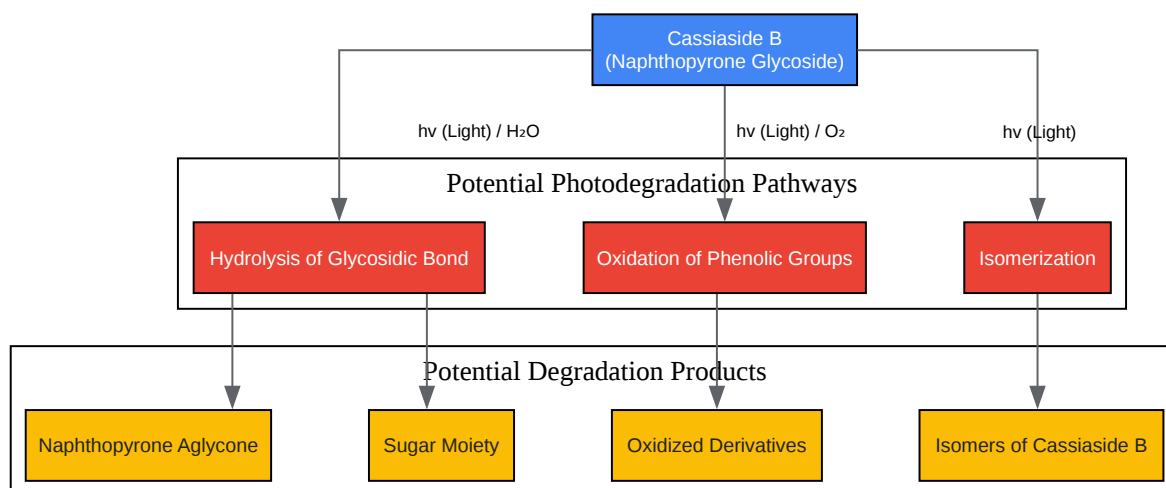 Cassiaside B
(Naphthopyrone Glycoside)
hv (Light) / H₂O
hv (Light) / O₂
hv (Light)
Potential Photodegradation Pathways
Hydrolysis of Glycosidic Bond
Oxidation of Phenolic Groups
Isomerization
Potential Degradation Products
Naphthopyrone Aglycone
Sugar Moiety
Oxidized Derivatives
Isomers of Cassiaside B